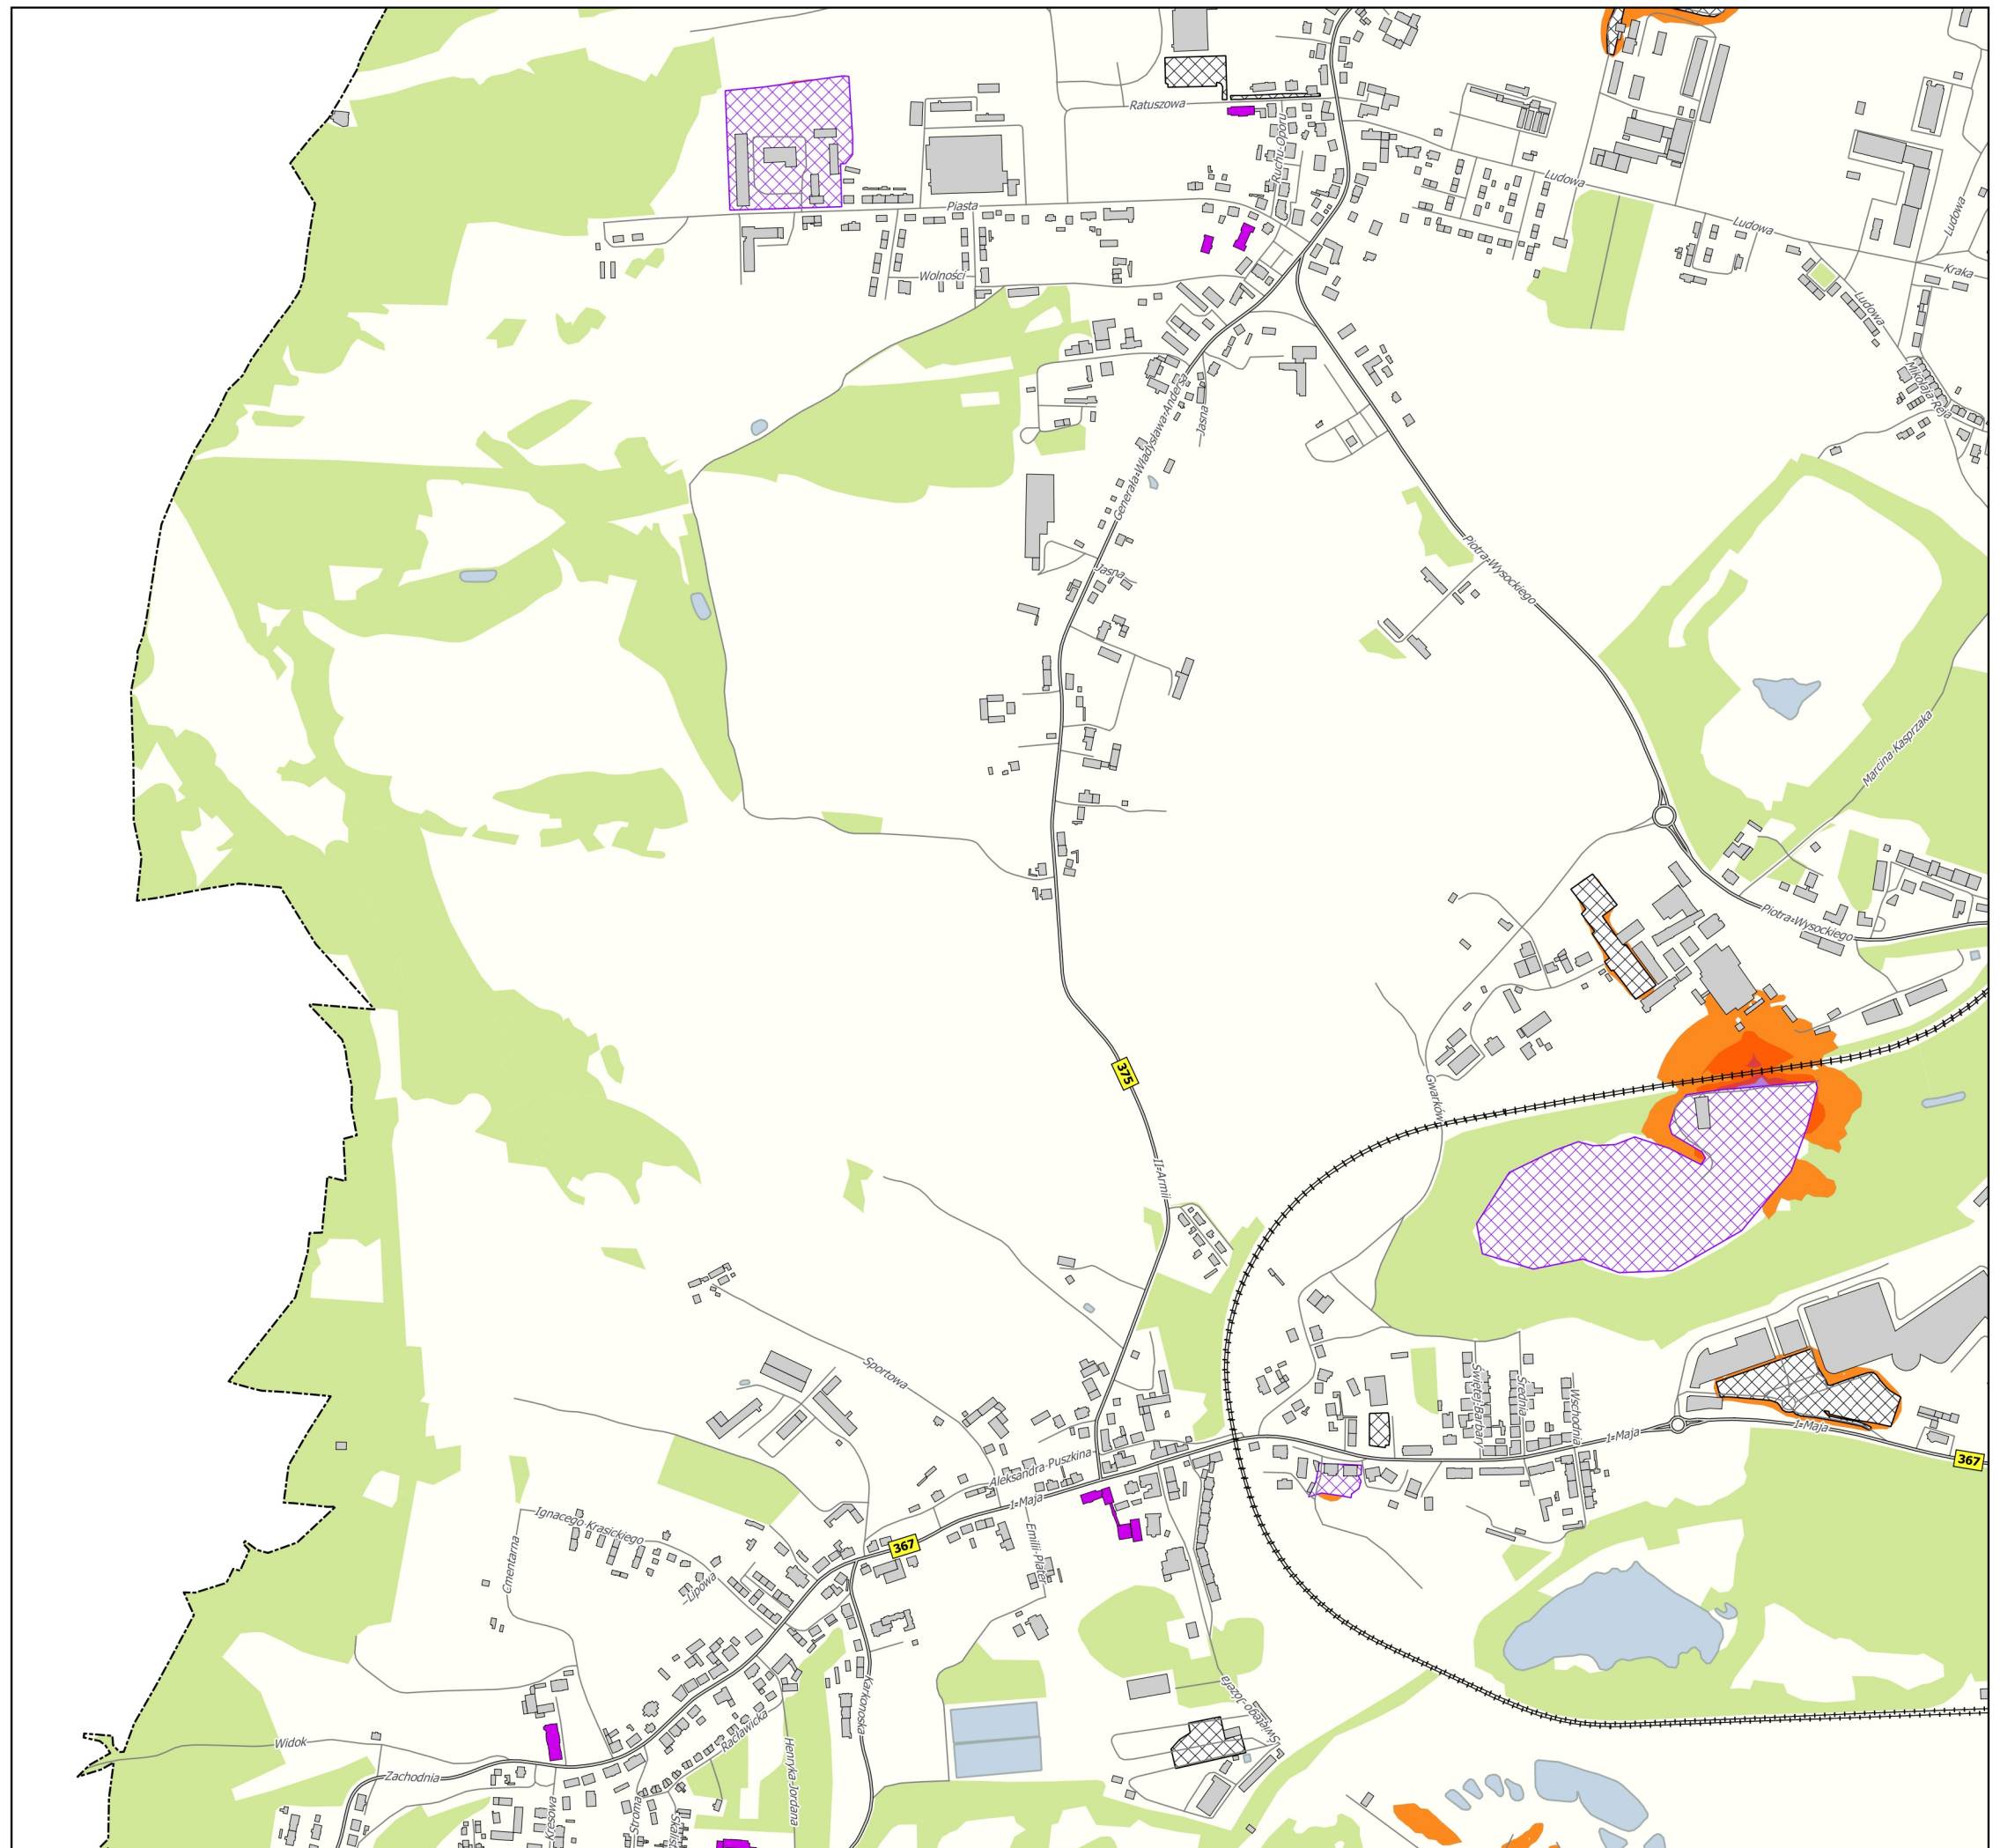 Ratuszowa
Ruchu-Oporu
Ludowa
Piasta
Ludowa
Ludowa
Kraka
Wolności
Ludowa
Mikołaja-Reja
Generała-Władysława-Andersa
Jasna
Jasna
Piotra-Wysockiego
Marcina-Kasprzaka
Piotra-Wysockiego
375
Gwarków
II-Armii
Sportowa
Świętej-Barbary
Średnia
Wschodnia
1-Maja
1-Maja
367
Aleksandra-Puszkina
1-Maja
Ignacego-Krasickiego
367
Emilii-Plater
Cmentarna
Lipowa
Karkonoska
Świętego-Józefa
Racławicka
Widok
Henryka-Jordana
Zachodnia
Kresowa
Stroma